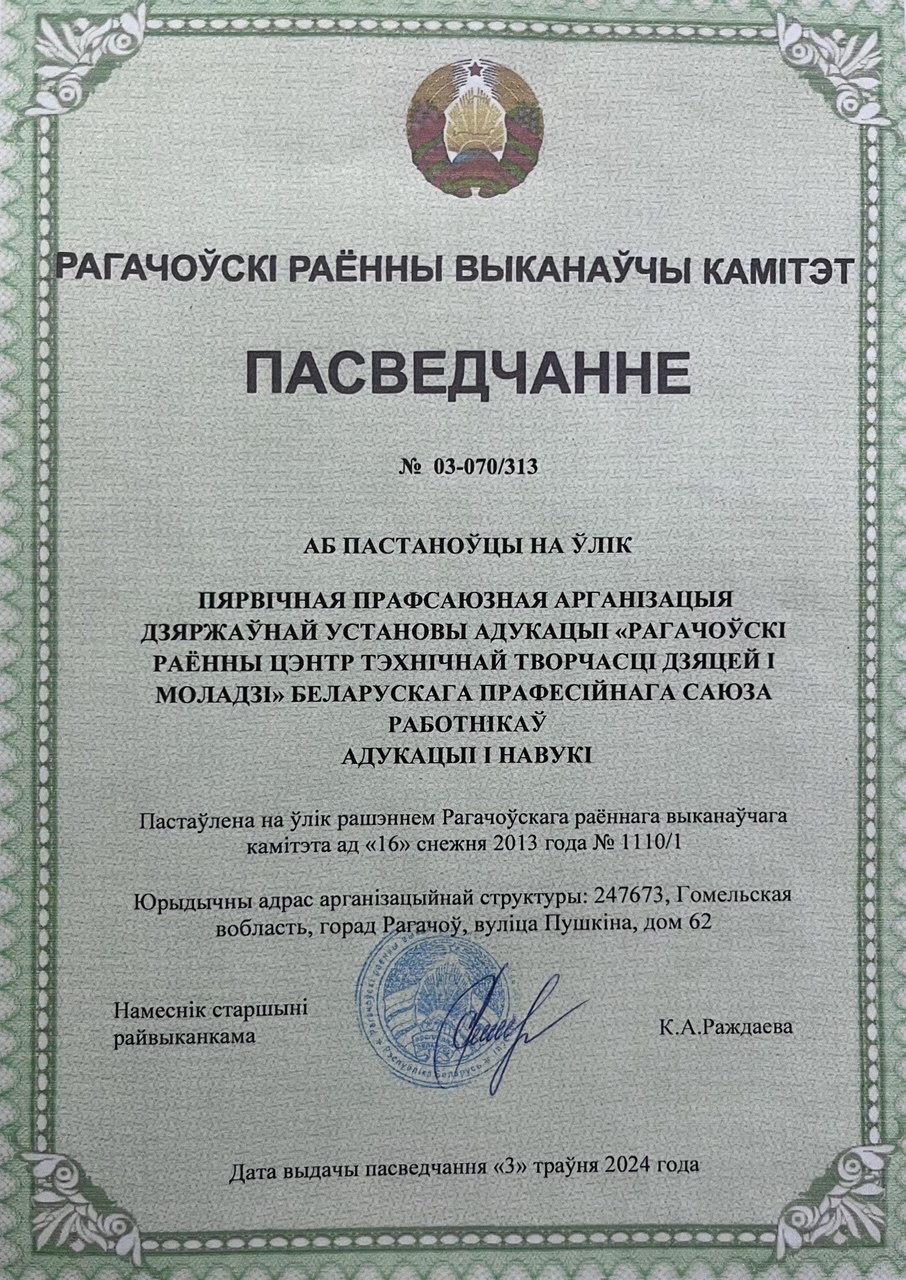 РАГАЧОЎСКІ РАЁННЫ ВЫКАНАЎЧЫ КАМІТЭТ
ПАСВЕДЧАННЕ
№ 03-070/313
АБ ПАСТАНОЎЦЫ НА ЎЛІК
ПЯРВІЧНАЯ ПРАФСАЮЗНАЯ АРГАНІЗАЦЫЯ
ДЗЯРЖАЎНАЙ УСТАНОВЫ АДУКАЦЫІ «РАГАЧОЎСКІ
РАЁННЫ ЦЭНТР ТЭХНІЧНАЙ ТВОРЧАСЦІ ДЗЯЦЕЙ І
МОЛАДЗІ» БЕЛАРУСКАГА ПРАФЕСІЙНАГА САЮЗА
РАБОТНІКАЎ
АДУКАЦЫІ І НАВУКІ
Пастаўлена на ўлік рашэннем Рагачоўскага раённага выканаўчага
камітэта ад «16» снежня 2013 года № 1110/1
Юрыдычны адрас арганізацыйнай структуры: 247673, Гомельская
вобласть, горад Рагачоў, вуліца Пушкіна, дом 62
Намеснік старшыні
райвыканкама
К.А.Раждаева
Рэспубліка Беларусь
Дата выдачы пасведчання «3» траўня 2024 года